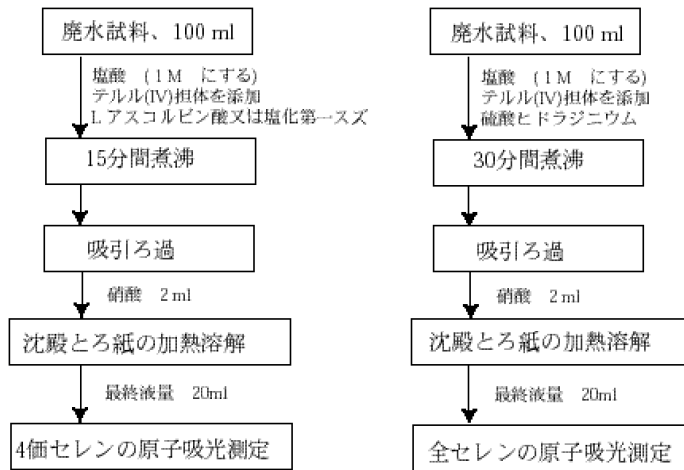 廃水試料、100 ml
塩酸 (1M にする)
テルル(IV)担体を添加
Lアスコルビン酸又は塩化第一スズ
15分間煮沸
吸引ろ過
硝酸 2ml
沈殿とろ紙の加熱溶解
最終液量 20ml
4価セレンの原子吸光測定
廃水試料、100 ml
塩酸 (1M にする)
テルル(IV)担体を添加
硫酸ヒドラジニウム
30分間煮沸
吸引ろ過
硝酸 2ml
沈殿とろ紙の加熱溶解
最終液量 20ml
全セレンの原子吸光測定